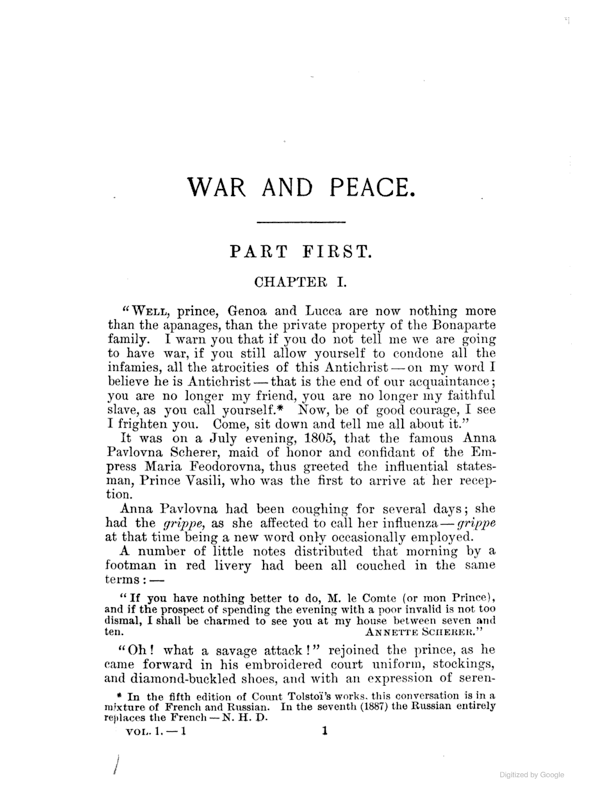 WAR AND PEACE.
PART FIRST.
CHAPTER I.
“WELL, prince, Genoa and Lucca are now nothing more
than the apanages, than the private property of the Bonaparte
family. I warn you that if you do not tell me we are going
to have war, if you still allow yourself to condone all the
infamies, all the atrocities of this Antichrist — on my word I
believe he is Antichrist — that is the end of our acquaintance;
you are no longer my friend, you are no longer my faithful
slave, as you call yourself.* Now, be of good courage, I see
I frighten you. Come, sit down and tell me all about it.”
It was on a July evening, 1805, that the famous Anna
Pavlovna Scherer, maid of honor and confidant of the Em-
press Maria Feodorovna, thus greeted the influential states-
man, Prince Vasili, who was the first to arrive at her recep-
tion.
Anna Pavlovna had been coughing for several days; she
had the grippe, as she affected to call her influenza — grippe
at that time being a new word only occasionally employed.
A number of little notes distributed that morning by a
footman in red livery had been all couched in the same
terms: —
“If you have nothing better to do, M. le Comte (or mon Prince),
and if the prospect of spending the evening with a poor invalid is not too
dismal, I shall be charmed to see you at my house between seven and
ten. ANNETTE SCHERER.”
“Oh! what a savage attack!” rejoined the prince, as he
came forward in his embroidered court uniform, stockings,
and diamond-buckled shoes, and with an expression of seren-
* In the fifth edition of Count Tolstoï's works. this conversation is in a
mixture of French and Russian. In the seventh (1887) the Russian entirely
replaces the French — N. H. D.
VOL. 1. — 1 1
Digitized by Google